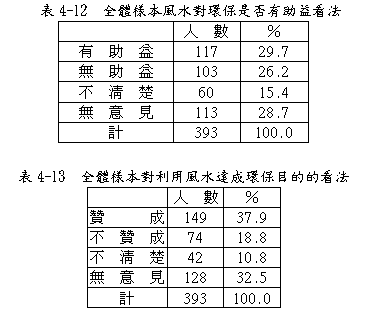 表 4-12 全體樣本風水對環保是否有助益看法
人 數 %
有 助 益 117 29.7
無 助 益 103 26.2
不 清 楚 60 15.4
無 意 見 113 28.7
計 393 100.0
表 4-13 全體樣本對利用風水達成環保目的的看法
人 數 %
贊 成 149 37.9
不 贊 成 74 18.8
不 清 楚 42 10.8
無 意 見 128 32.5
計 393 100.0